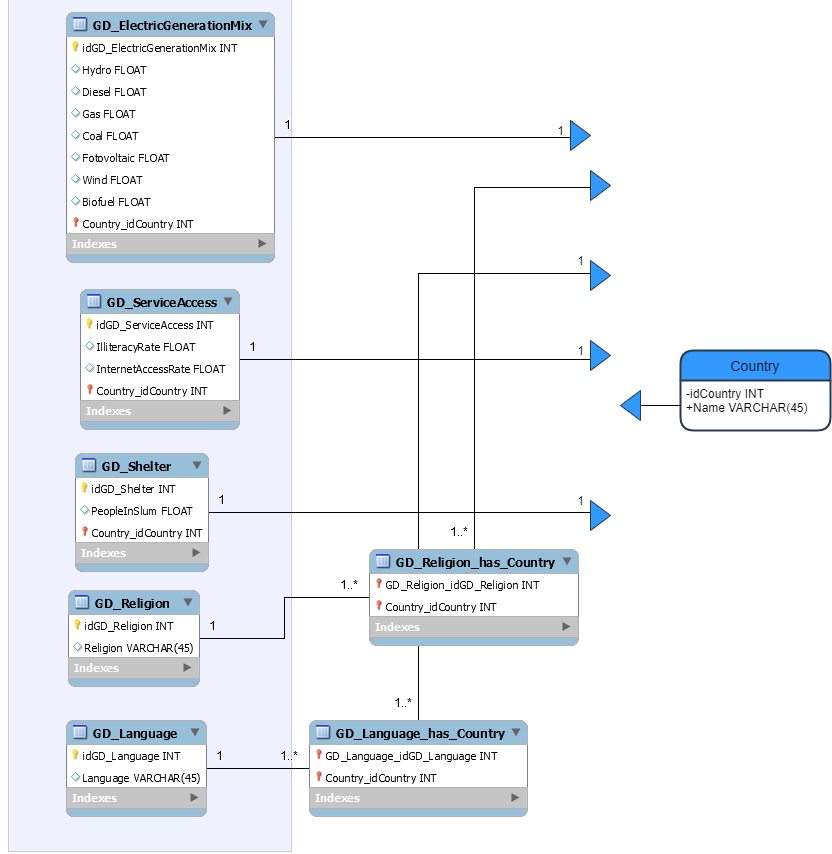 GD_ElectricGenerationMix
idGD_ElectricGenerationMix INT
Hydro FLOAT
Diesel FLOAT
Gas FLOAT
Coal FLOAT
Fotovoltaic FLOAT
Wind FLOAT
Biofuel FLOAT
Country_idCountry INT
Indexes
1
1
1
GD_ServiceAccess
idGD_ServiceAccess INT
IlliteracyRate FLOAT
InternetAccessRate FLOAT
Country_idCountry INT
Indexes
1
1
Country
-idCountry INT
+Name VARCHAR(45)
GD_Shelter
idGD_Shelter INT
PeopleInSlum FLOAT
Country_idCountry INT
Indexes
1
1
1..*
GD_Religion_has_Country
GD_Religion_idGD_Religion INT
Country_idCountry INT
Indexes
GD_Religion
idGD_Religion INT
Religion VARCHAR(45)
Indexes
1
1..*
1..*
GD_Language
idGD_Language INT
Language VARCHAR(45)
Indexes
1
1..*
GD_Language_has_Country
GD_Language_idGD_Language INT
Country_idCountry INT
Indexes